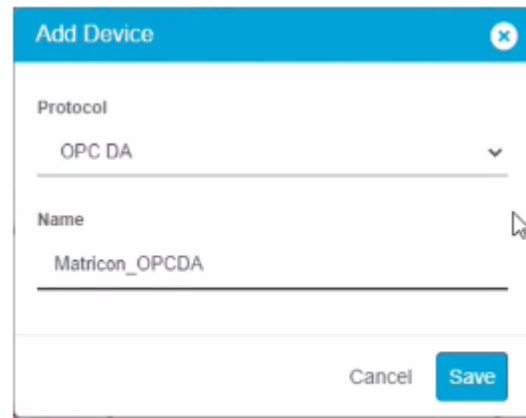 Add Device
Protocol
OPC DA
Name
Matricon_OPCDA
Cancel Save